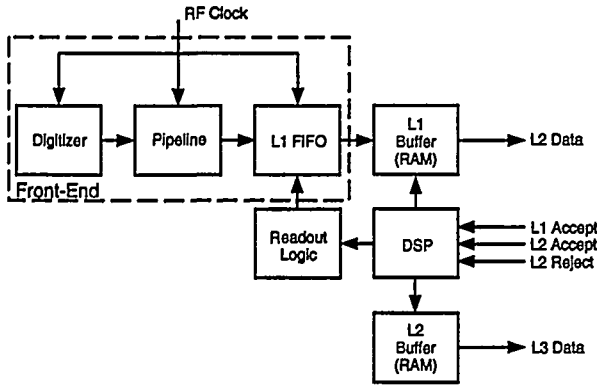 RF Clock
Digitizer
Pipeline
L1 FIFO
L1
Buffer
(RAM)
L2 Data
Front-End
Readout
Logic
DSP
L1 Accept
L2 Accept
L2 Reject
L2
Buffer
(RAM)
L3 Data